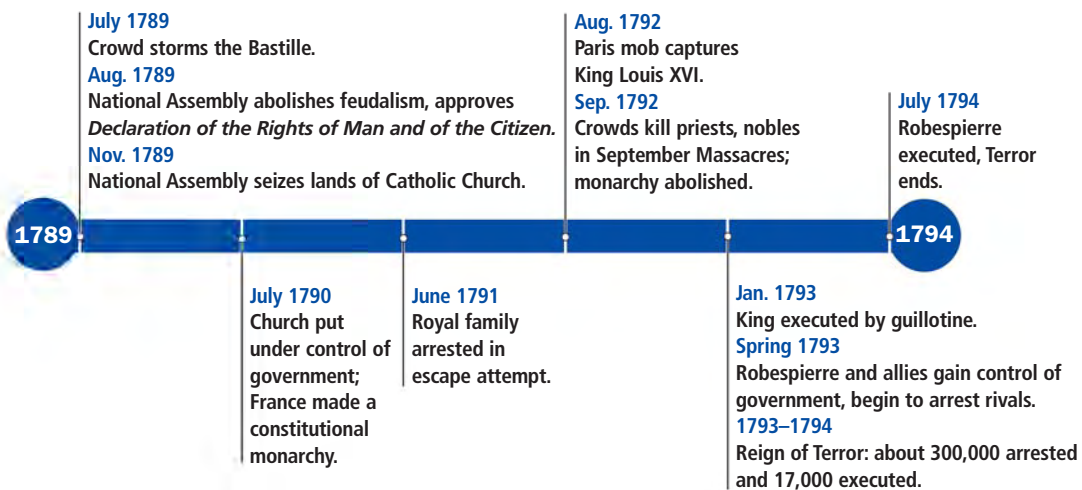 July 1789
Crowd storms the Bastille.
Aug. 1789
National Assembly abolishes feudalism, approves
Declaration of the Rights of Man and of the Citizen.
Nov. 1789
National Assembly seizes lands of Catholic Church.
Aug. 1792
Paris mob captures
King Louis XVI.
Sep. 1792
Crowds kill priests, nobles
in September Massacres;
monarchy abolished.
July 1794
Robespierre
executed, Terror
ends.
1789
1794
July 1790
Church put
under control of
government;
France made a
constitutional
monarchy.
June 1791
Royal family
arrested in
escape attempt.
Jan. 1793
King executed by guillotine.
Spring 1793
Robespierre and allies gain control of
government, begin to arrest rivals.
1793–1794
Reign of Terror: about 300,000 arrested
and 17,000 executed.